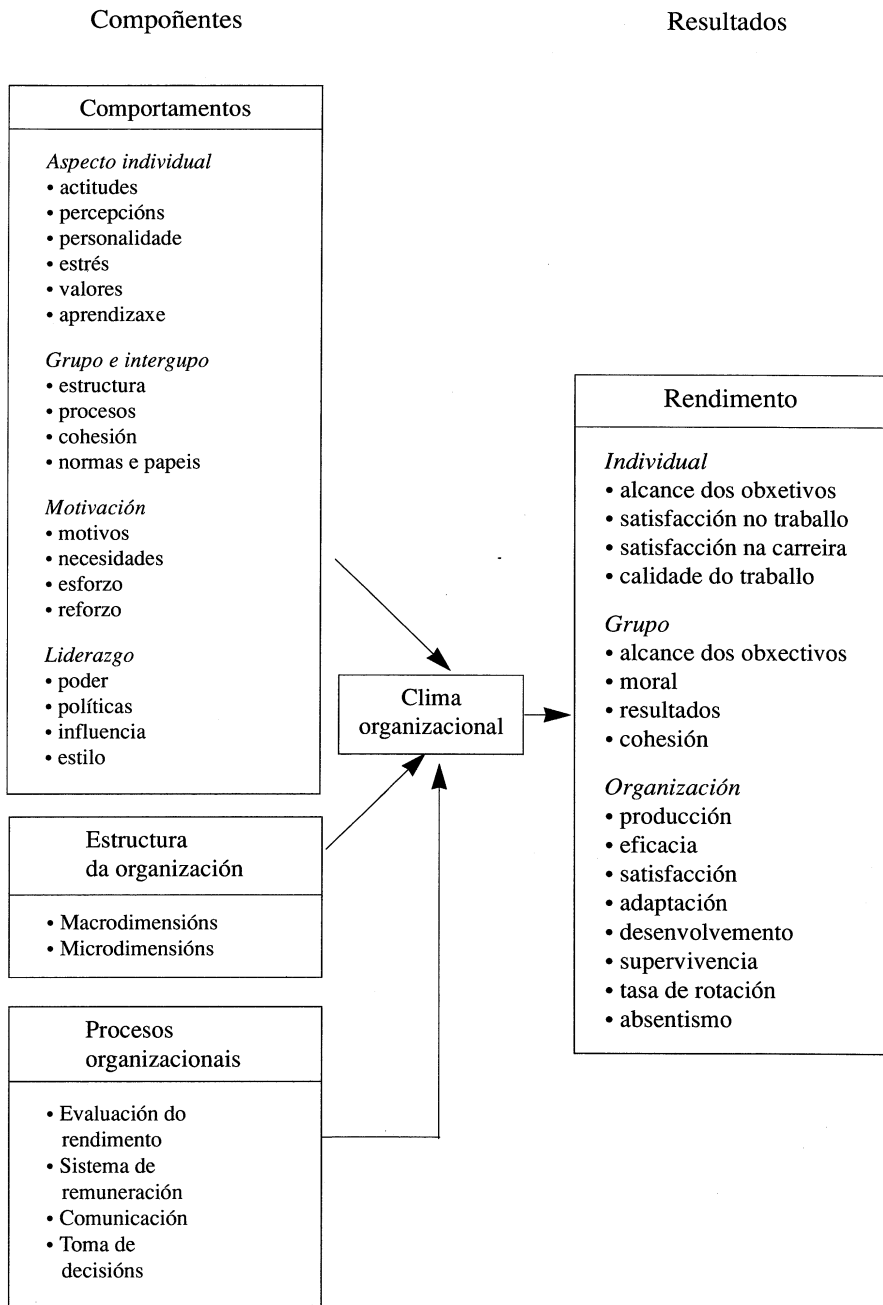 Compoñentes
Resultados
Comportamentos
Aspecto individual
• actitudes
• percepcións
• personalidade
• estrés
• valores
• aprendizaxe
Grupo e intergupo
• estructura
• procesos
• cohesión
• normas e papeis
Motivación
• motivos
• necesidades
• esforzo
• reforzo
Liderazgo
• poder
• políticas
• influencia
• estilo
Estructura
da organización
• Macrodimensións
• Microdimensións
Procesos
organizacionais
• Evaluación do
rendimento
• Sistema de
remuneración
• Comunicación
• Toma de
decisións
Clima
organizacional
Rendimento
Individual
• alcance dos obxetivos
• satisfacción no traballo
• satisfacción na carreira
• calidade do traballo
Grupo
• alcance dos obxectivos
• moral
• resultados
• cohesión
Organización
• producción
• eficacia
• satisfacción
• adaptación
• desenvolvemento
• supervivencia
• tasa de rotación
• absentismo